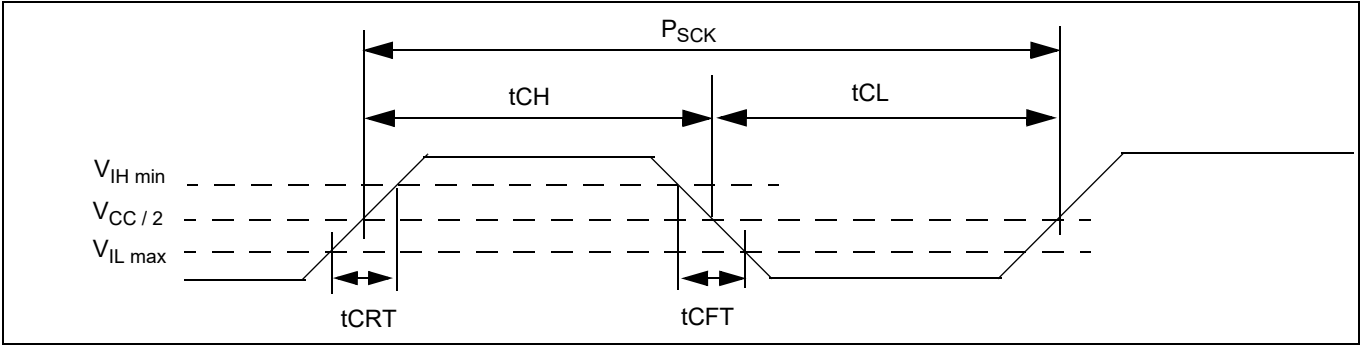 PSCK
tCH
tCL
VIH min
VCC / 2
VIL max
tCRT
tCFT